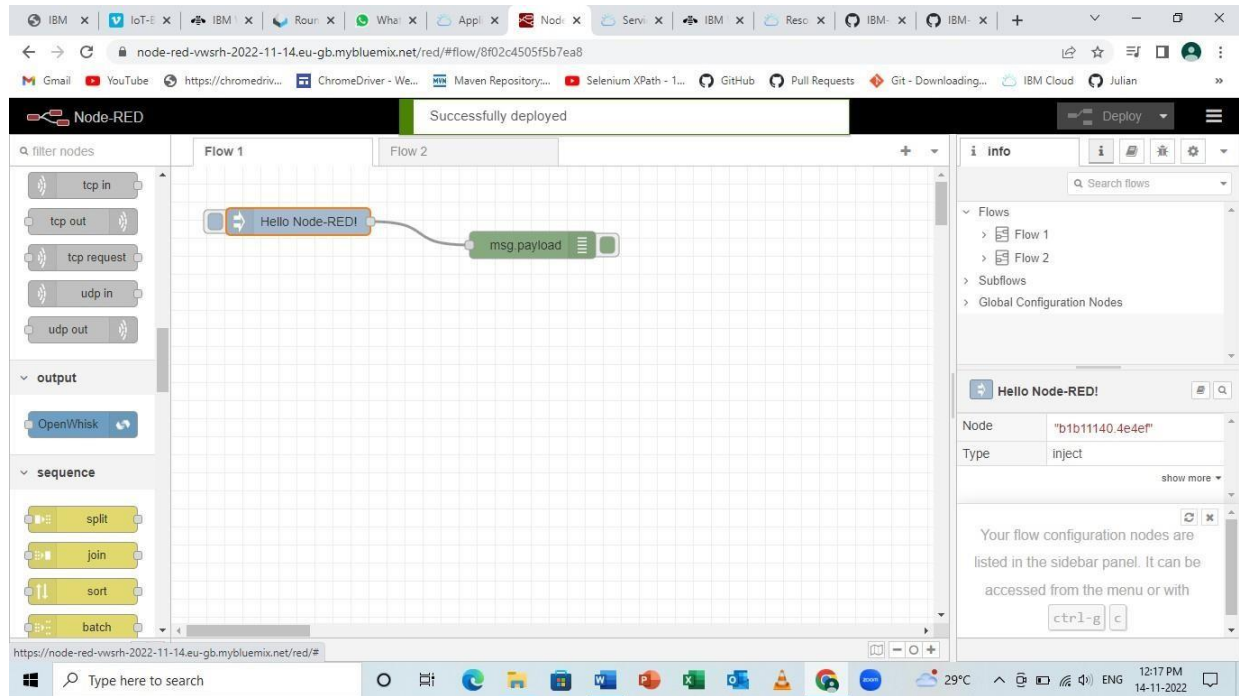 IBM
IoT-E
IBM
Roun
What
Appl
Node
Servi
IBM
Reso
IBM-
IBM-
node-red-vwsrh-2022-11-14.eu-gb.mybluemix.net/red/#flow/8f02c4505f5b7ea8
Gmail YouTube https://chromedriv... ChromeDriver - We... Maven Repository:... Selenium XPath - 1... GitHub Pull Requests Git - Downloading... IBM Cloud Julian »
Node-RED
Successfully deployed
Deploy
filter nodes
Flow 1
Flow 2
i info
i
Search flows
tcp in
tcp out
tcp request
udp in
udp out
output
OpenWhisk
sequence
split
join
sort
batch
Hello Node-RED!
msg.payload
Flows
Flow 1
Flow 2
Subflows
Global Configuration Nodes
Hello Node-RED!
Node "b1b11140.4e4ef"
Type inject
show more
Your flow configuration nodes are
listed in the sidebar panel. It can be
accessed from the menu or with
ctrl-g c
https://node-red-vwsrh-2022-11-14.eu-gb.mybluemix.net/red/#
Type here to search
zoom
29°C
ENG
12:17 PM
14-11-2022